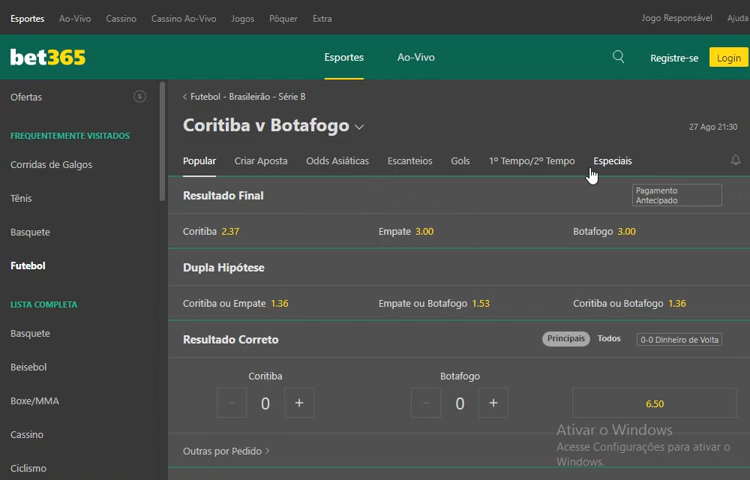 Esportes Ao-Vivo Cassino Cassino Ao-Vivo Jogos Pôquer Extra Jogo Responsável Ajuda
bet365 Esportes Ao-Vivo Registre-se Login
Ofertas 5
FREQUENTEMENTE VISITADOS
Corridas de Galgos
Tênis
Basquete
Futebol
LISTA COMPLETA
Basquete
Beisebol
Boxe/MMA
Cassino
Ciclismo
< Futebol - Brasileirão - Série B
Coritiba v Botafogo 27 Ago 21:30
Popular Criar Aposta Odds Asiáticas Escanteios Gols 1º Tempo/2º Tempo Especiais
Resultado Final Pagamento
Antecipado
Coritiba 2.37 Empate 3.00 Botafogo 3.00
Dupla Hipótese
Coritiba ou Empate 1.36 Empate ou Botafogo 1.53 Coritiba ou Botafogo 1.36
Resultado Correto Principais Todos 0-0 Dinheiro de Volta
Coritiba Botafogo
- 0 + - 0 + 6.50
Outras por Pedido >
Ativar o Windows
Acesse Configurações para ativar o
Windows.